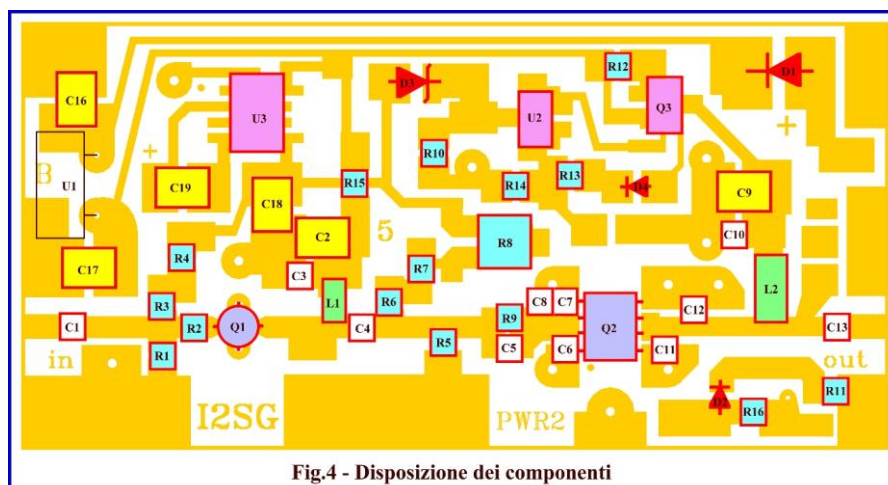 R12
D1
D3
C16
U3
U2
Q3
+
+
R10
B
U1
C19
R15
R14
R13
D4
C9
C18
5
C2
R8
C10
R4
C17
C3
R7
L1
R6
L2
R3
C8
C7
C12
C1
R2
Q1
C4
R9
Q2
C13
R5
C5
C6
C11
in
R1
out
D2
R11
R16
I2SG
PWR2
Fig.4 - Disposizione dei componenti